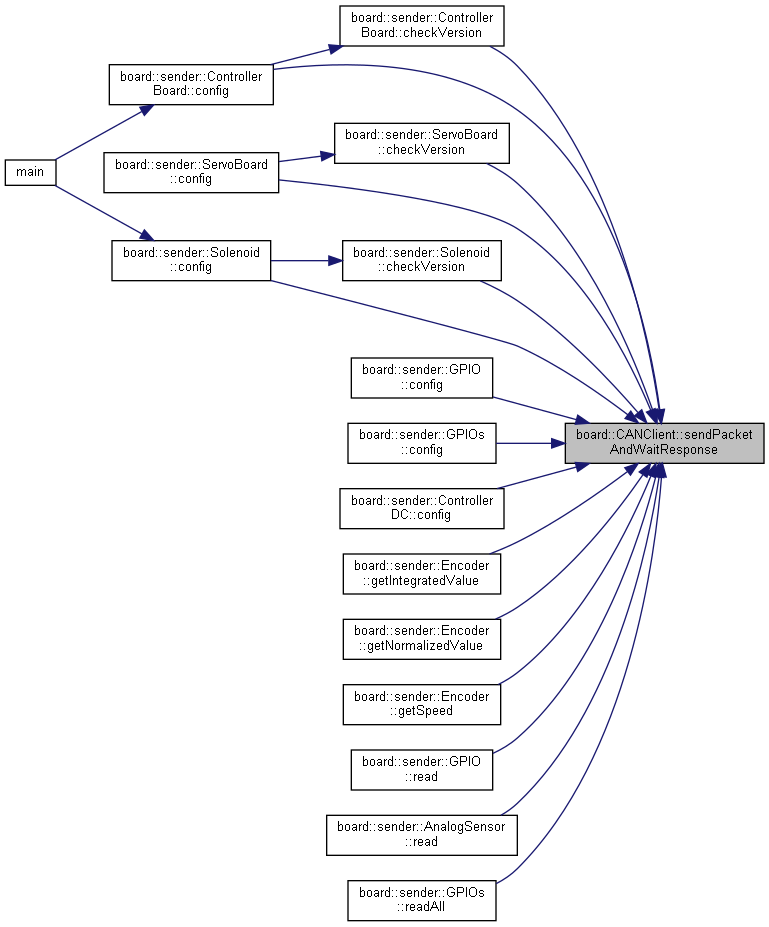 board::sender::Controller
Board::checkVersion
board::sender::Controller
Board::config
board::sender::ServoBoard
::checkVersion
board::sender::ServoBoard
::config
main
board::sender::Solenoid
::config
board::sender::Solenoid
::checkVersion
board::sender::GPIO
::config
board::CANClient::sendPacket
AndWaitResponse
board::sender::GPIOs
::config
board::sender::Controller
DC::config
board::sender::Encoder
::getIntegratedValue
board::sender::Encoder
::getNormalizedValue
board::sender::Encoder
::getSpeed
board::sender::GPIO
::read
board::sender::AnalogSensor
::read
board::sender::GPIOs
::readAll